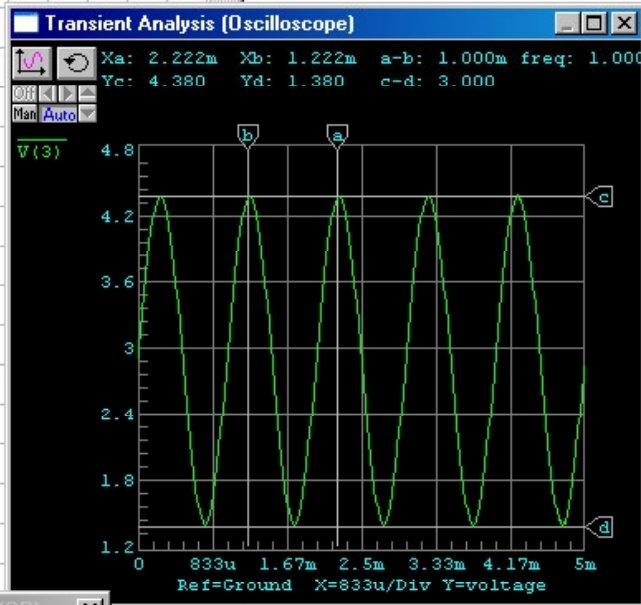 Transient Analysis (Oscilloscope)
Xa: 2.222m Xb: 1.222m a-b: 1.000m freq: 1.000
Yc: 4.380 Yd: 1.380 c-d: 3.000
Off
Man Auto
V(3)
b a
4.8
c
4.2
3.6
3
2.4
1.8
d
1.2
0 833u 1.67m 2.5m 3.33m 4.17m 5m
Ref=Ground X=833u/Div Y=voltage